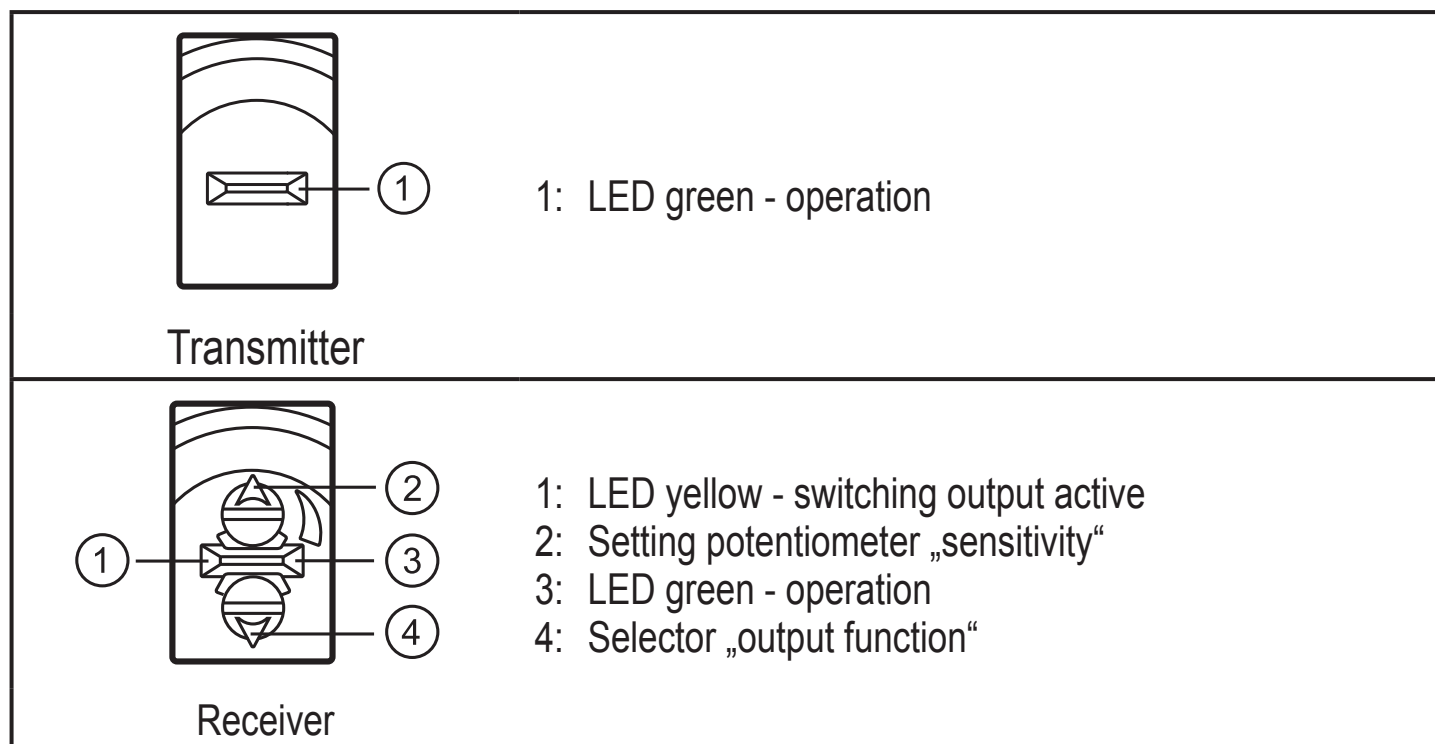 1
1: LED green - operation
Transmitter
2
1
3
4
1: LED yellow - switching output active
2: Setting potentiometer „sensitivity“
3: LED green - operation
4: Selector „output function“
Receiver